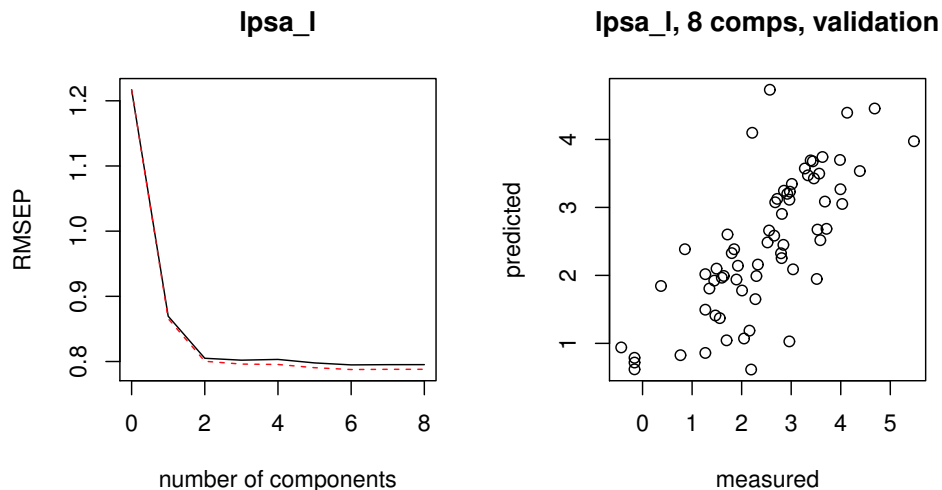 lpsa_l
RMSEP
1.2
1.1
1.0
0.9
0.8
0 2 4 6 8
number of components
lpsa_l, 8 comps, validation
predicted
4
3
2
1
0 1 2 3 4 5
measured